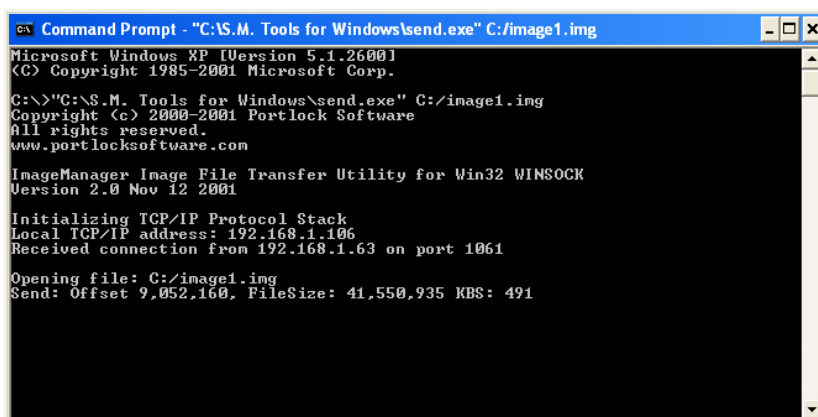 Command Prompt - "C:\S.M. Tools for Windows\send.exe" C:/image1.img
Microsoft Windows XP [Version 5.1.2600]
(C) Copyright 1985-2001 Microsoft Corp.
C:\>"C:\S.M. Tools for Windows\send.exe" C:/image1.img
Copyright (c) 2000-2001 Portlock Software
All rights reserved.
www.portlocksoftware.com
ImageManager Image File Transfer Utility for Win32 WINSOCK
Version 2.0 Nov 12 2001
Initializing TCP/IP Protocol Stack
Local TCP/IP address: 192.168.1.106
Received connection from 192.168.1.63 on port 1061
Opening file: C:/image1.img
Send: Offset 9,052,160, FileSize: 41,550,935 KBS: 491